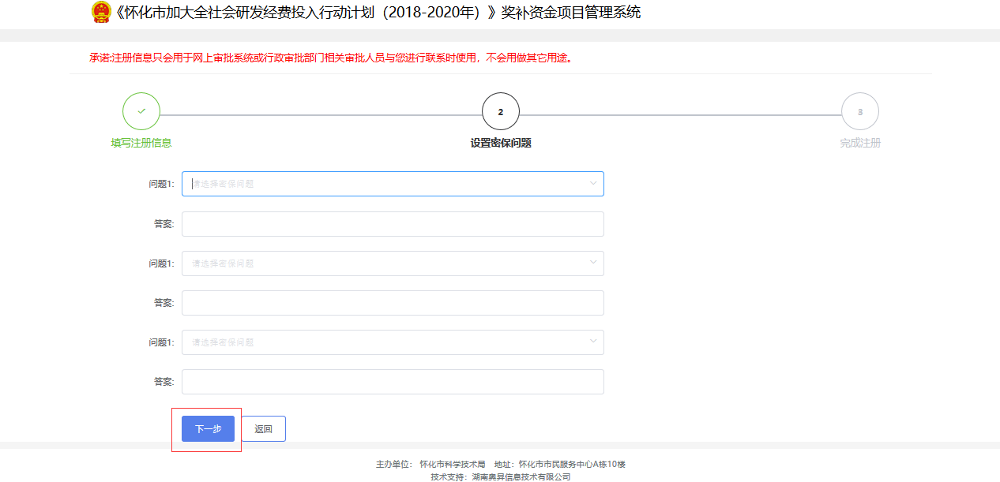 《怀化市加大全社会研发经费投入行动计划（2018-2020年）》奖补资金项目管理系统
承诺:注册信息只会用于网上审批系统或行政审批部门相关审批人员与您进行联系时使用，不会用做其它用途。
2
3
填写注册信息
设置密保问题
完成注册
问题1:
请选择密保问题
答案:
问题1:
请选择密保问题
答案:
问题1:
请选择密保问题
答案:
下一步
返回
主办单位： 怀化市科学技术局 地址：怀化市市民服务中心A栋10楼
技术支持：湖南奥昇信息技术有限公司